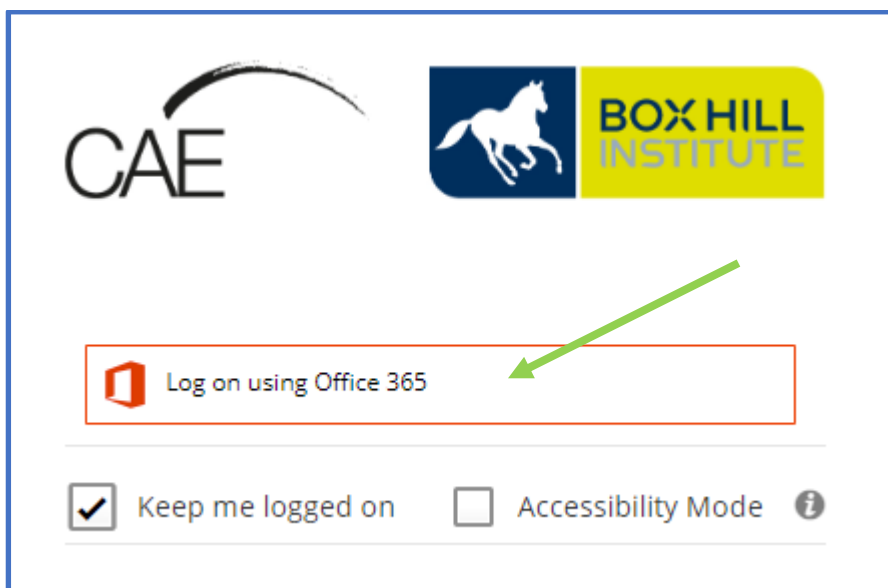 CAE
BOX HILL
INSTITUTE
Log on using Office 365
Keep me logged on
Accessibility Mode
i